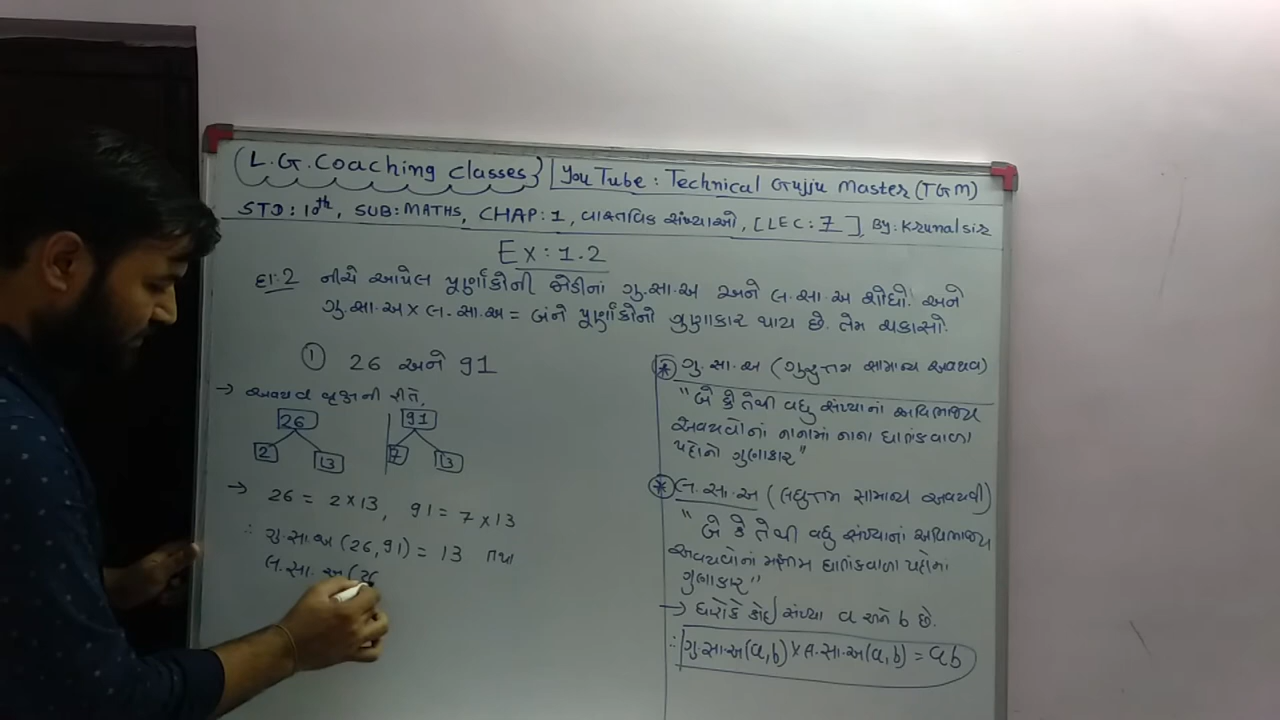 L.G. Coaching Classes | YouTube : Technical Gujju Master (TGM)
STD : 10th, SUB: MATHS, CHAP: 1, વાસ્તવિક સંખ્યાઓ, [LEC: 7], By: Krunal sir
Ex : 1.2
દા:2 નીચે આપેલ પૂર્ણાંકોની જોડીનાં ગુ.સા.અ અને લ.સા.અ શોધો. અને
ગુ.સા.અ × લ.સા.અ = બંને પૂર્ણાંકોનો ગુણાકાર થાય છે. તેમ ચકાસો.
① 26 અને 91
→ અવયવ વૃક્ષની રીતે,
26 91
2 13 7 13
→ 26 = 2 × 13, 91 = 7 × 13
∴ ગુ.સા.અ (26, 91) = 13 તથા
લ.સા.અ (26
* ગુ.સા.અ (ગુરુત્તમ સામાન્ય અવયવ)
"બે કે તેથી વધુ સંખ્યાનાં અવિભાજ્ય
અવયવોનાં નાનામાં નાના ઘાતાંકવાળા
પદોનો ગુણાકાર"
* લ.સા.અ (લઘુત્તમ સામાન્ય અવયવી)
"બે કે તેથી વધુ સંખ્યાનાં અવિભાજ્ય
અવયવોનાં મહત્તમ ઘાતાંકવાળા પદોનાં
ગુણાકાર"
→ ધારોકે કોઈ સંખ્યા a અને b છે.
∴ ગુ.સા.અ(a,b) × લ.સા.અ(a,b) = ab